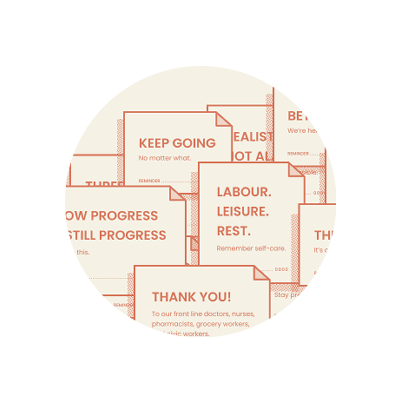 KEEP GOING
No matter what.
REMINDER
EALIST
OT AL
BE
We're he
REMINDER
THREE
OW PROGRESS
STILL PROGRESS
this.
LABOUR.
LEISURE.
REST.
Remember self-care.
TH
It's
Stay pr
REMINDER
THANK YOU!
To our front line doctors, nurses,
pharmacists, grocery workers,
workers.